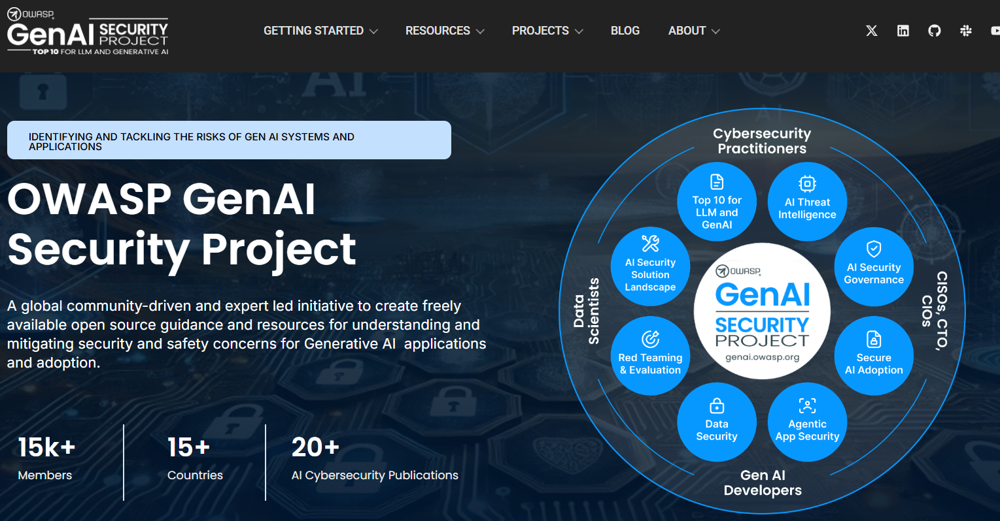 OWASP
GenAI SECURITY PROJECT
TOP 10 FOR LLM AND GENERATIVE AI
GETTING STARTED
RESOURCES
PROJECTS
BLOG
ABOUT
AI
IDENTIFYING AND TACKLING THE RISKS OF GEN AI SYSTEMS AND
APPLICATIONS
OWASP GenAI
Security Project
A global community-driven and expert led initiative to create freely
available open source guidance and resources for understanding and
mitigating security and safety concerns for Generative AI  applications
and adoption.
15k+
Members
15+
Countries
20+
AI Cybersecurity Publications
AI
Cybersecurity
Practitioners
Top 10 for
LLM and
GenAI
AI Threat
Intelligence
AI Security
Solution
Landscape
AI Security
Governance
Data
Scientists
OWASP
GenAI
SECURITY
PROJECT
genai.owasp.org
CISOs, CTO,
CIOs
Red Teaming
& Evaluation
Secure
AI Adoption
Data
Security
Agentic
App Security
Gen AI
Developers